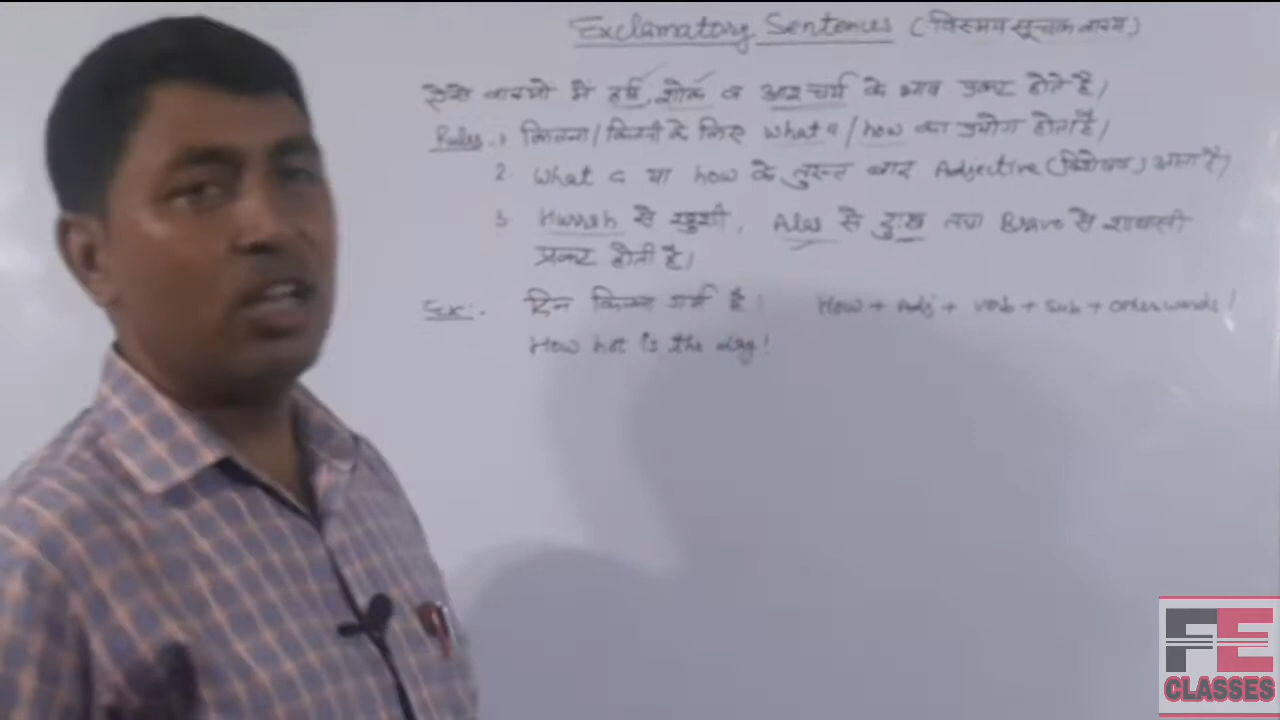 Exclamatory Sentences (विस्मय सूचक वाक्य)
इसमें वाक्यों में हर्ष, शोक व आश्चर्य के भाव प्रकट होते है।
Rules. 1 कितना/कितनी के लिए what a / how का प्रयोग होता है।
2. What a या how के तुरन्त बाद Adjective (विशेषण) आता है।
3. Hurrah से खुशी, Alas से दुःख तथा Bravo से शाबासी
प्रकट होती है।
Ex:- दिन कितना गर्म है! How + Adj + verb + sub + other words!
How hot is the day!
FE
CLASSES